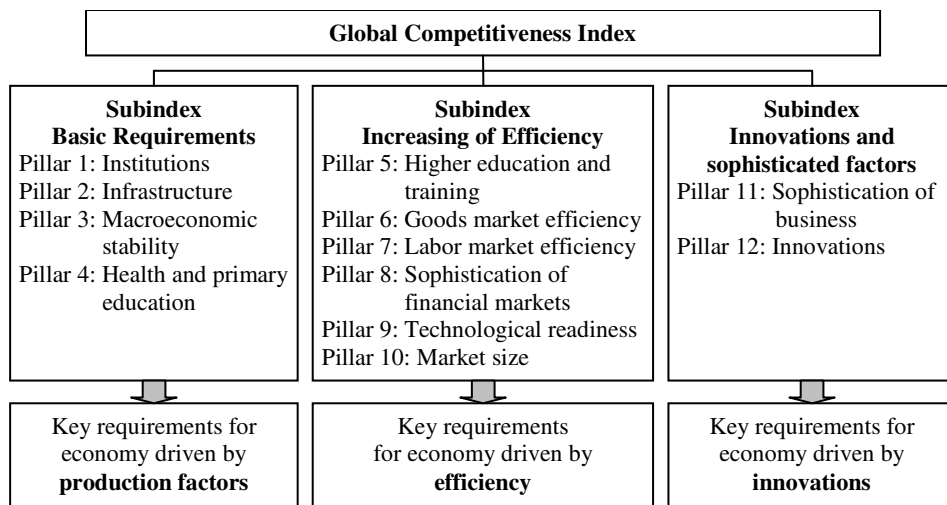 Global Competitiveness Index
Subindex
Basic Requirements
Pillar 1: Institutions
Pillar 2: Infrastructure
Pillar 3: Macroeconomic
stability
Pillar 4: Health and primary
education
Subindex
Increasing of Efficiency
Pillar 5: Higher education and
training
Pillar 6: Goods market efficiency
Pillar 7: Labor market efficiency
Pillar 8: Sophistication of
financial markets
Pillar 9: Technological readiness
Pillar 10: Market size
Subindex
Innovations and
sophisticated factors
Pillar 11: Sophistication of
business
Pillar 12: Innovations
Key requirements for
economy driven by
production factors
Key requirements
for economy driven by
efficiency
Key requirements for
economy driven by
innovations